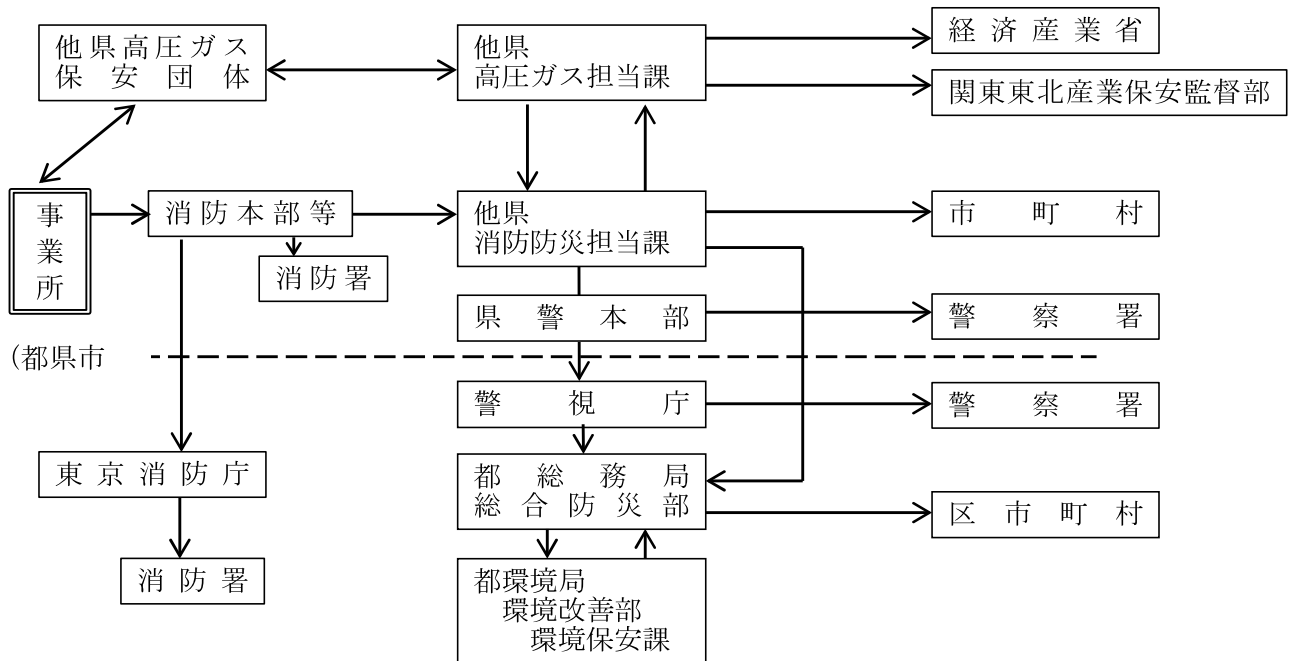 他県高圧ガス
保安団体
他県
高圧ガス担当課
経済産業省
関東東北産業保安監督部
事業所
消防本部等
消防署
他県
消防防災担当課
市町村
県警本部
警察署
(都県市
警視庁
警察署
東京消防庁
都総務局
総合防災部
区市町村
消防署
都環境局
環境改善部
環境保安課